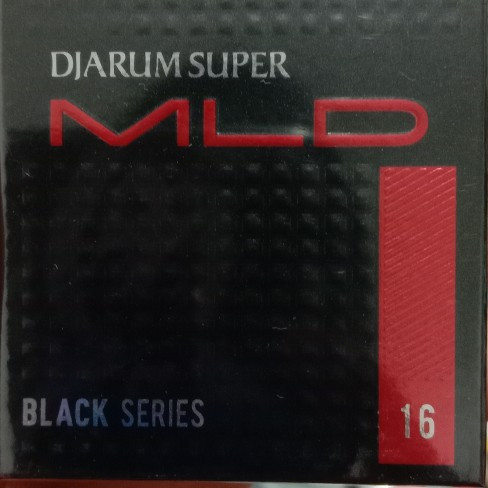 DJARUM SUPER
MLD
BLACK SERIES
16